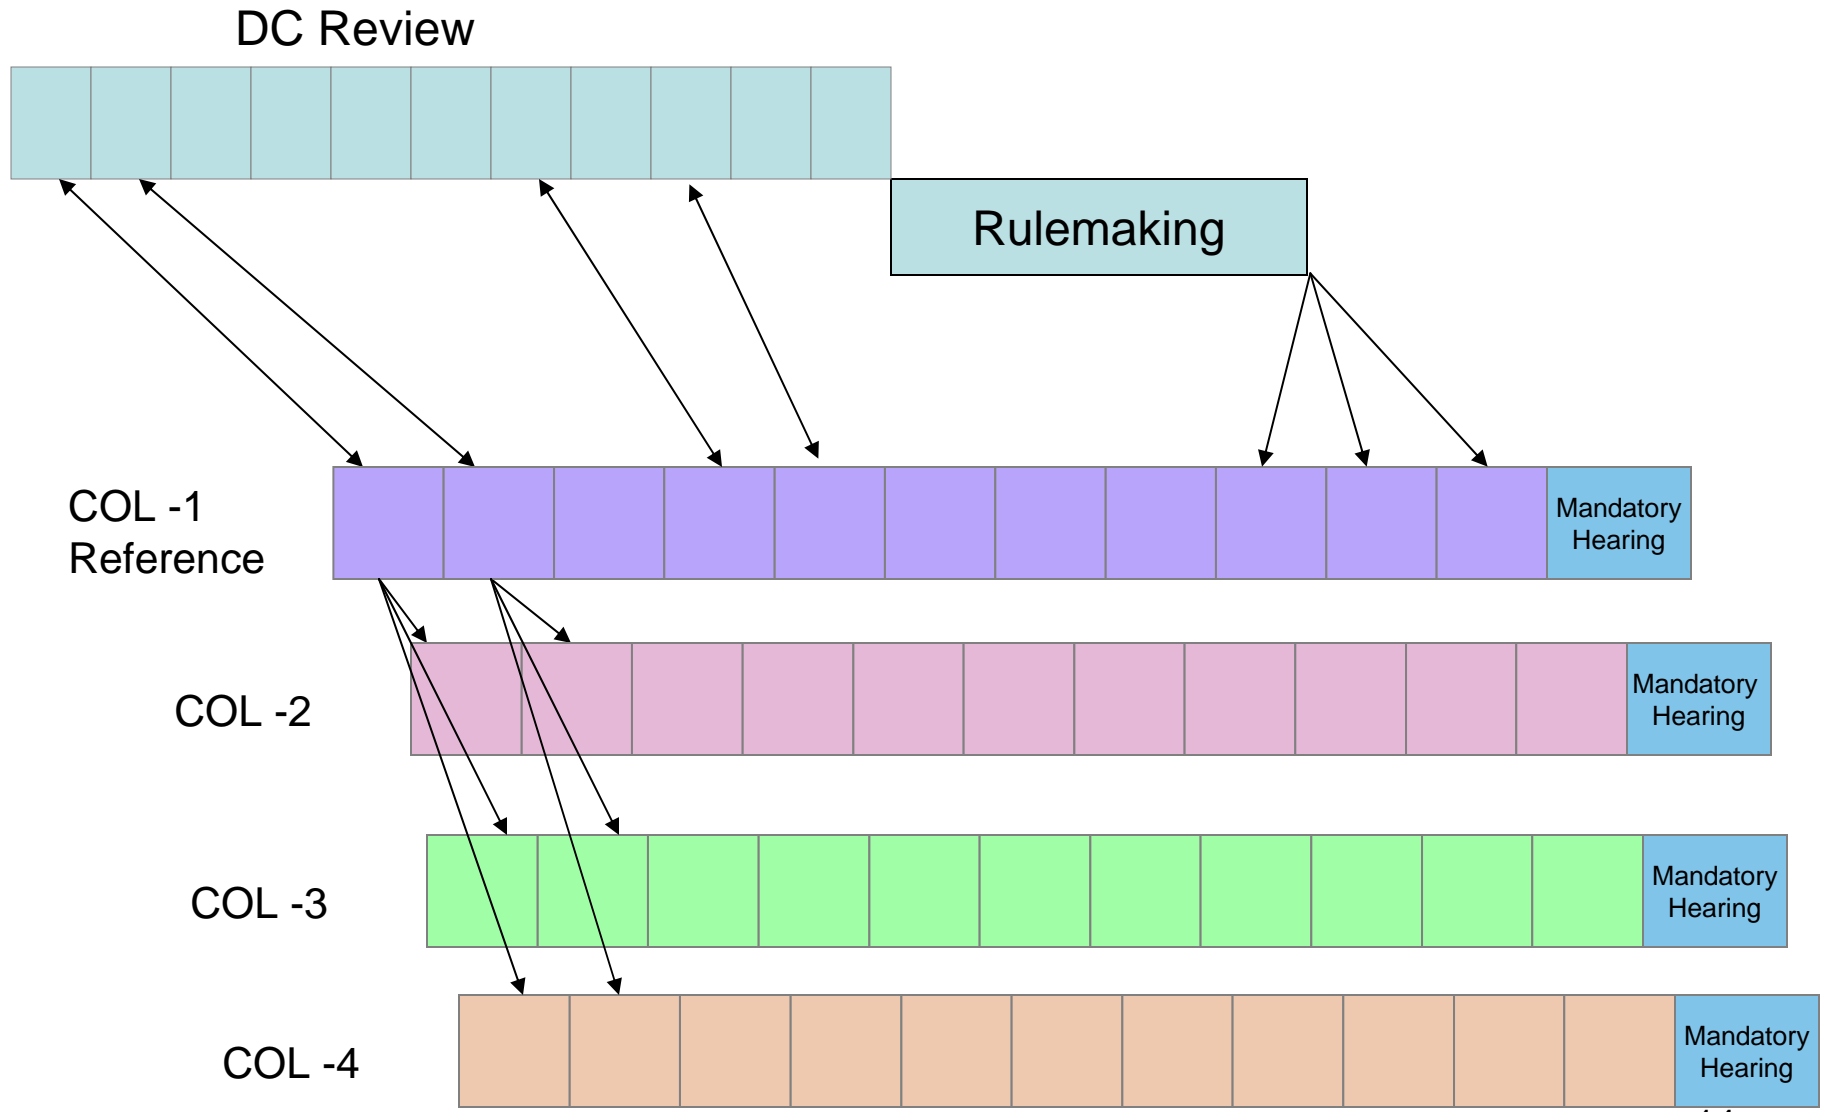 DC Review
Rulemaking
COL -1
Reference
Mandatory
Hearing
COL -2
Mandatory
Hearing
COL -3
Mandatory
Hearing
COL -4
Mandatory
Hearing